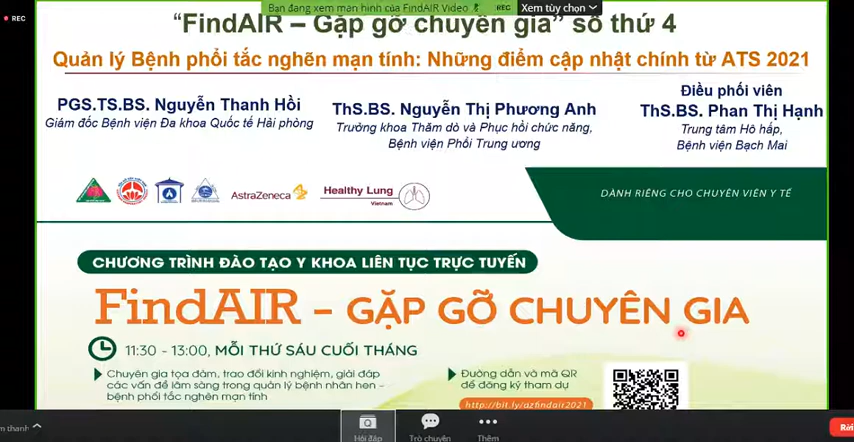 REC
Bạn đang xem màn hình của FindAIR Video
REC
Xem tùy chọn
"FindAIR – Gặp gỡ chuyên gia" số thứ 4
Quản lý Bệnh phổi tắc nghẽn mạn tính: Những điểm cập nhật chính từ ATS 2021
PGS.TS.BS. Nguyễn Thanh Hồi
Giám đốc Bệnh viện Đa khoa Quốc tế Hải phòng
ThS.BS. Nguyễn Thị Phương Anh
Trưởng khoa Thăm dò và Phục hồi chức năng,
Bệnh viện Phổi Trung ương
Điều phối viên
ThS.BS. Phan Thị Hạnh
Trung tâm Hô hấp,
Bệnh viện Bạch Mai
AstraZeneca
Healthy Lung
Vietnam
DÀNH RIÊNG CHO CHUYÊN VIÊN Y TẾ
CHƯƠNG TRÌNH ĐÀO TẠO Y KHOA LIÊN TỤC TRỰC TUYẾN
FindAIR – GẶP GỠ CHUYÊN GIA
11:30 - 13:00, MỖI THỨ SÁU CUỐI THÁNG
Chuyên gia tọa đàm, trao đổi kinh nghiệm, giải đáp
các vấn đề lâm sàng trong quản lý bệnh nhân hen -
bệnh phổi tắc nghẽn mạn tính
Đường dẫn và mã QR
để đăng ký tham dự
http://bit.ly/azfindair2021
thanh
Hỏi đáp
Trò chuyện
Thêm
Rời